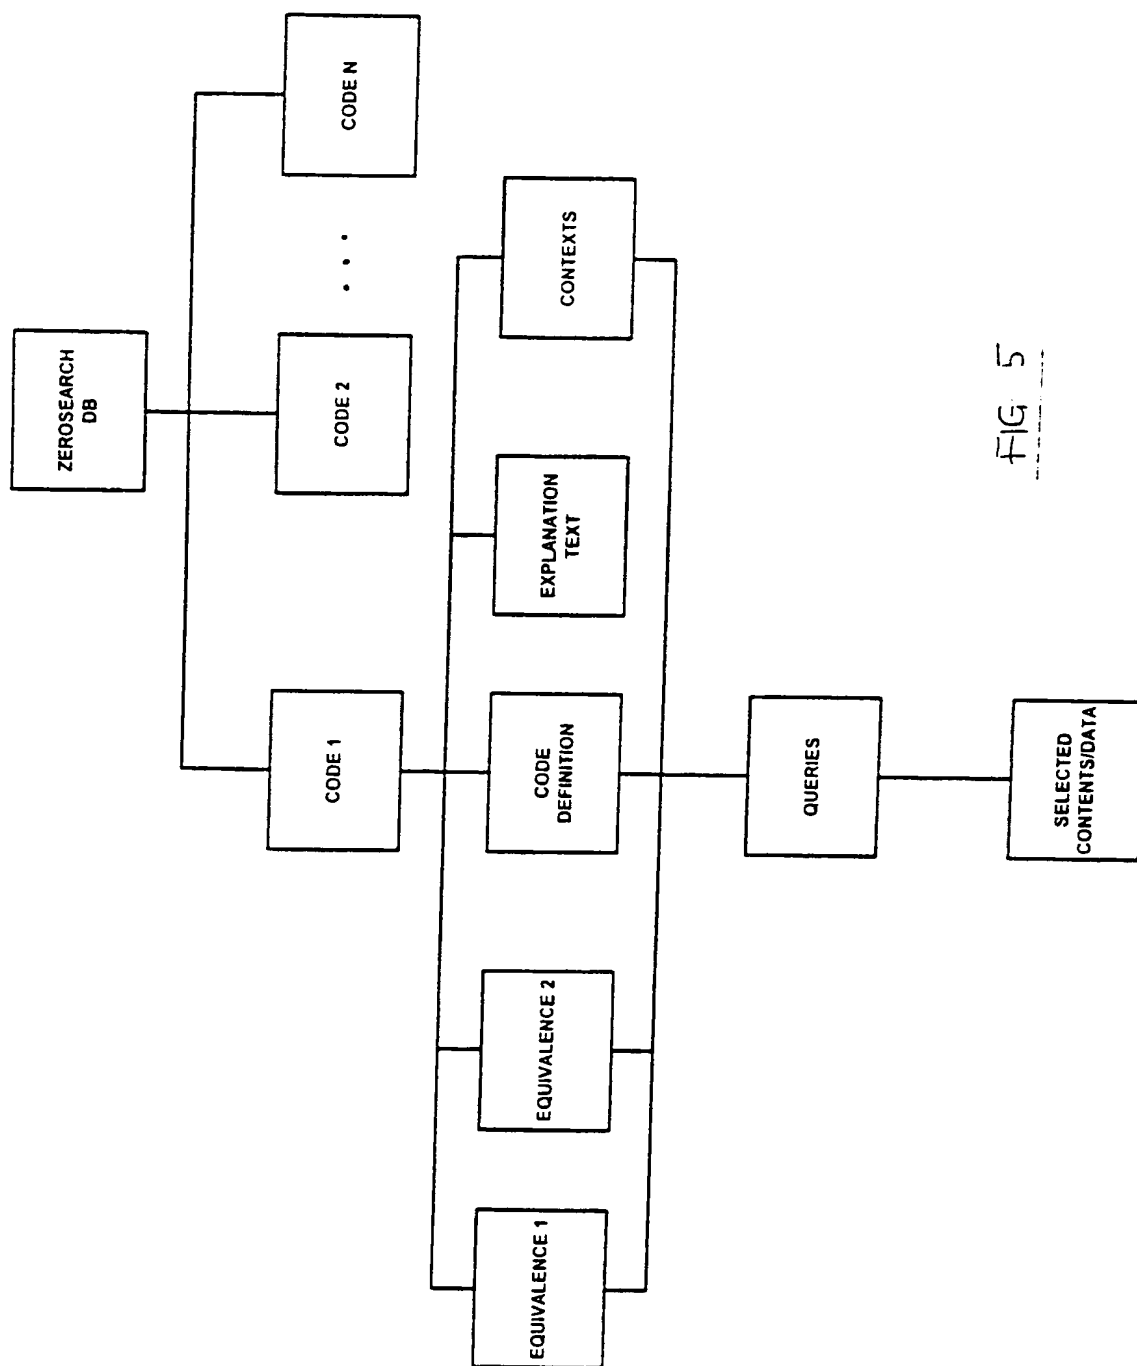 ZEROSEARCH
DB
CODE 1
CODE 2
. . .
CODE N
EQUIVALENCE 1
EQUIVALENCE 2
CODE
DEFINITION
EXPLANATION
TEXT
CONTEXTS
QUERIES
SELECTED
CONTENTS/DATA
FIG 5